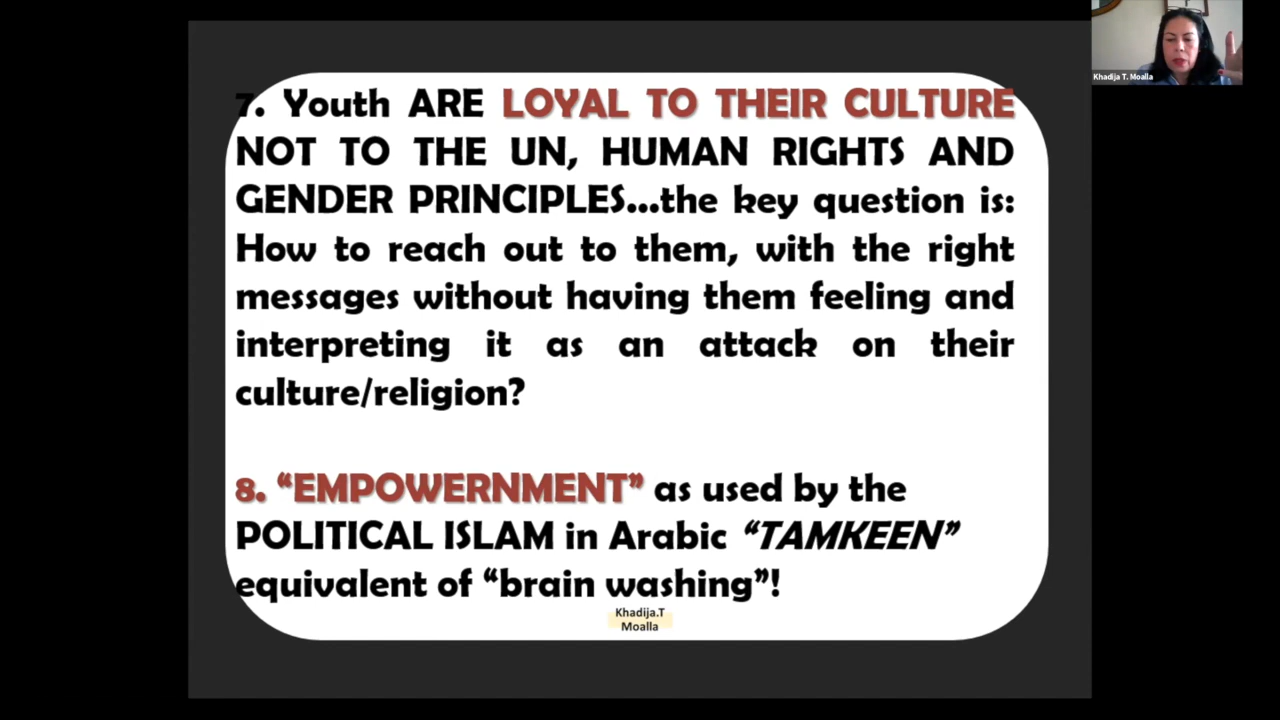 7. Youth ARE LOYAL TO THEIR CULTURE
NOT TO THE UN, HUMAN RIGHTS AND
GENDER PRINCIPLES...the key question is:
How to reach out to them, with the right
messages without having them feeling and
interpreting it as an attack on their
culture/religion?
8. “EMPOWERNMENT” as used by the
POLITICAL ISLAM in Arabic “TAMKEEN”
equivalent of “brain washing”!
Khadija.T
Moalla
Khadija T. Moalla